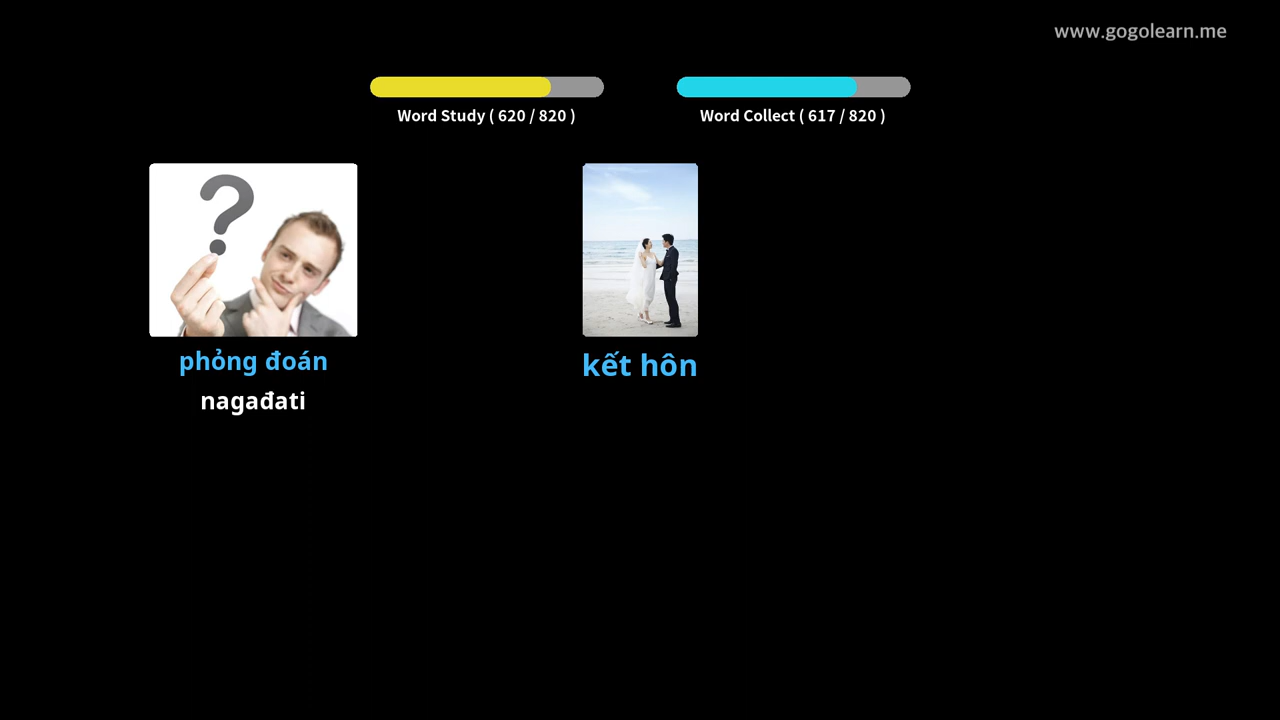 www.gogolearn.me
Word Study ( 620 / 820 )
Word Collect ( 617 / 820 )
phỏng đoán
nagađati
kết hôn